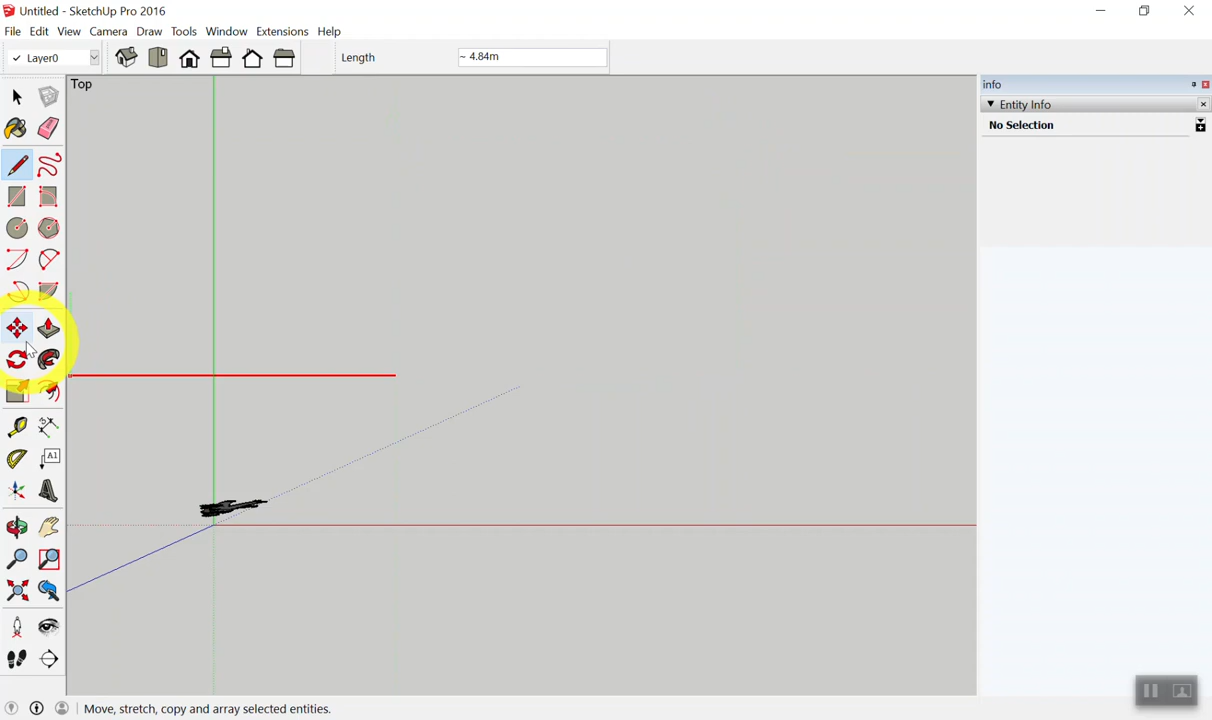 Untitled - SketchUp Pro 2016
File Edit View Camera Draw Tools Window Extensions Help
Layer0 Length ~ 4.84m
Top
info
Entity Info
No Selection
A1
Move, stretch, copy and array selected entities.